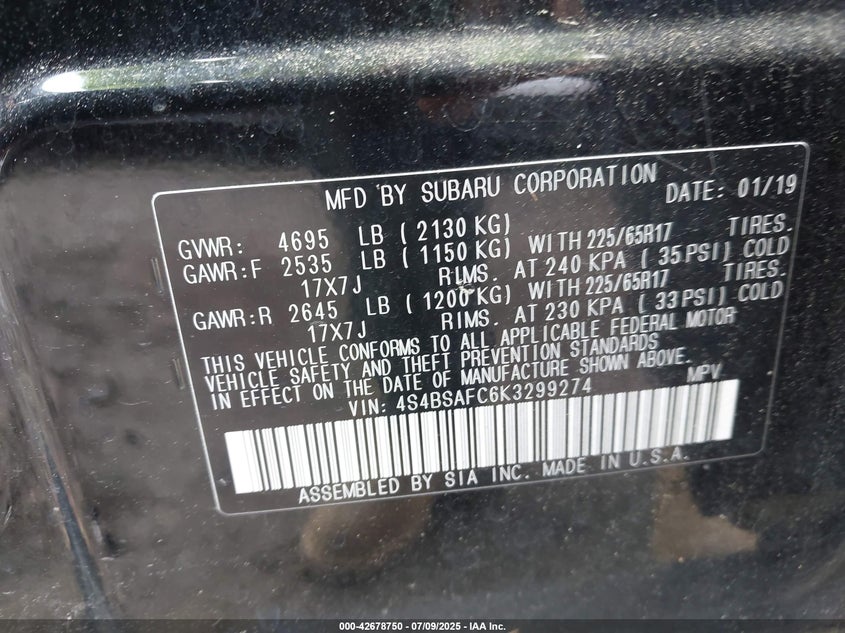 MFD BY SUBARU CORPORATION DATE: 01/19
GVWR: 4695 LB ( 2130 KG)
GAWR:F 2535 LB ( 1150 KG) WITH 225/65R17 TIRES.
17X7J RIMS. AT 240 KPA ( 35 PSI) COLD
GAWR:R 2645 LB ( 1200 KG) WITH 225/65R17 TIRES.
17X7J RIMS. AT 230 KPA ( 33 PSI) COLD
THIS VEHICLE CONFORMS TO ALL APPLICABLE FEDERAL MOTOR
VEHICLE SAFETY AND THEFT PREVENTION STANDARDS
IN EFFECT ON THE DATE OF MANUFACTURE SHOWN ABOVE.
VIN: 4S4BSAFC6K3299274 MPV
ASSEMBLED BY SIA INC. MADE IN U.S.A.
000-42678750 | 07/09/2025 - IAA Inc.